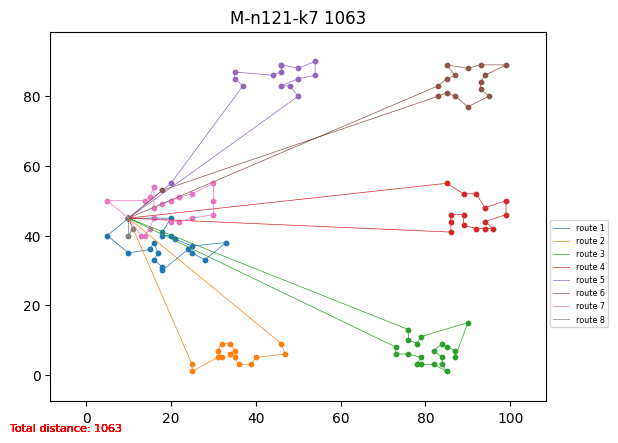 M-n121-k7 1063
80
60
40
20
0
0
20
40
60
80
100
route 1
route 2
route 3
route 4
route 5
route 6
route 7
route 8
Total distance: 1063